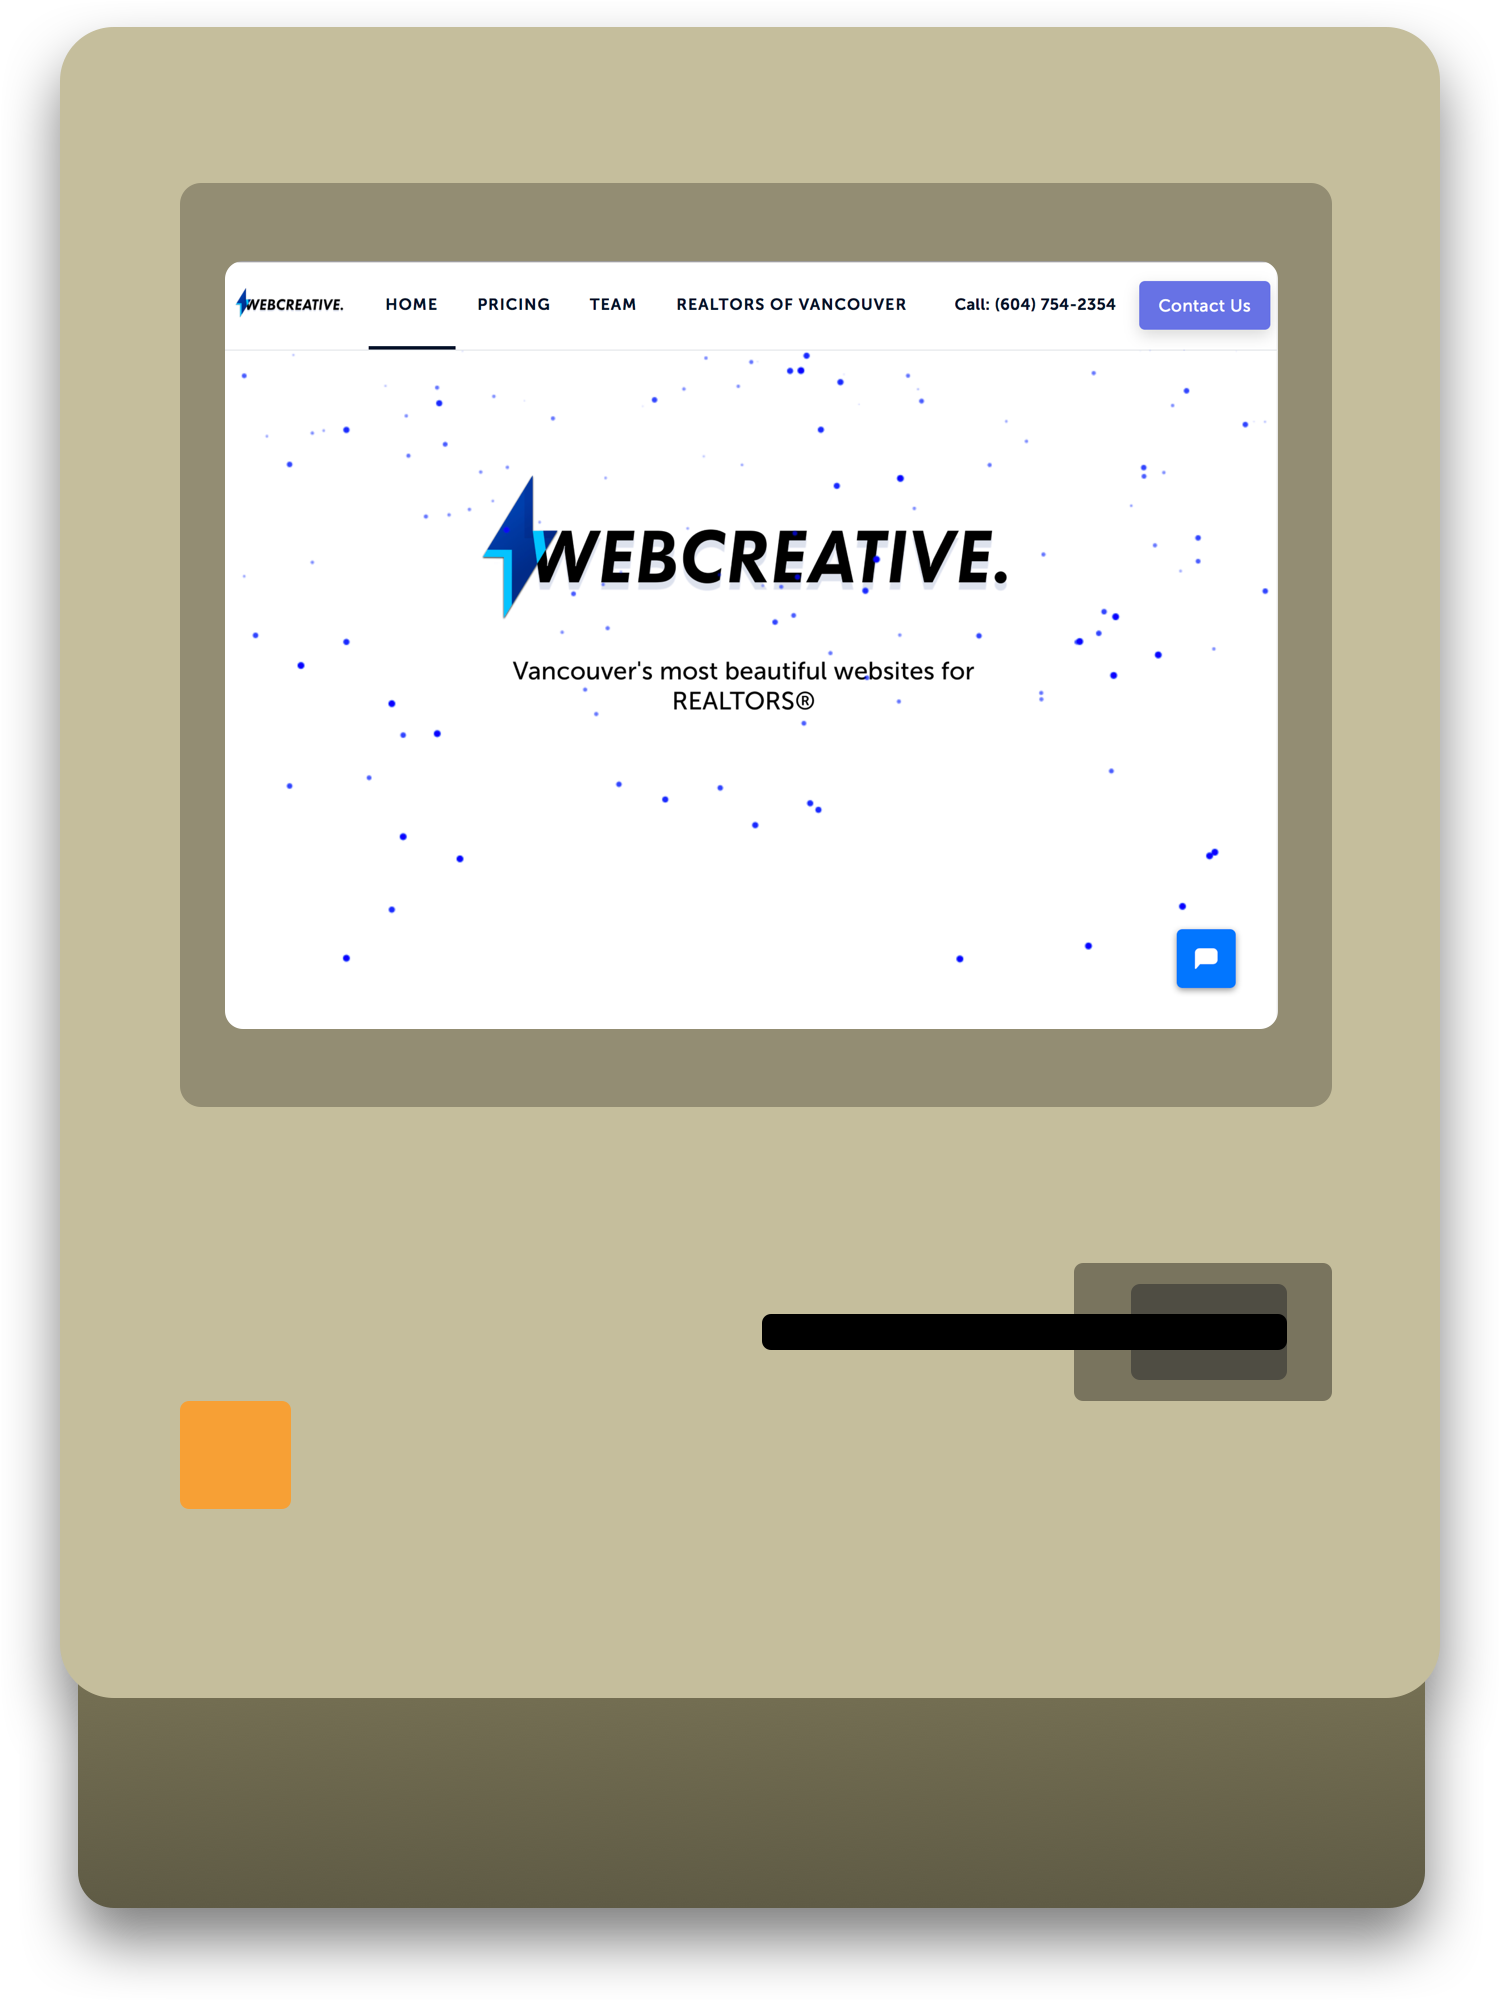 WEBCREATIVE. HOME PRICING TEAM REALTORS OF VANCOUVER Call: (604) 754-2354 Contact Us
WEBCREATIVE.
Vancouver's most beautiful websites for
REALTORS®